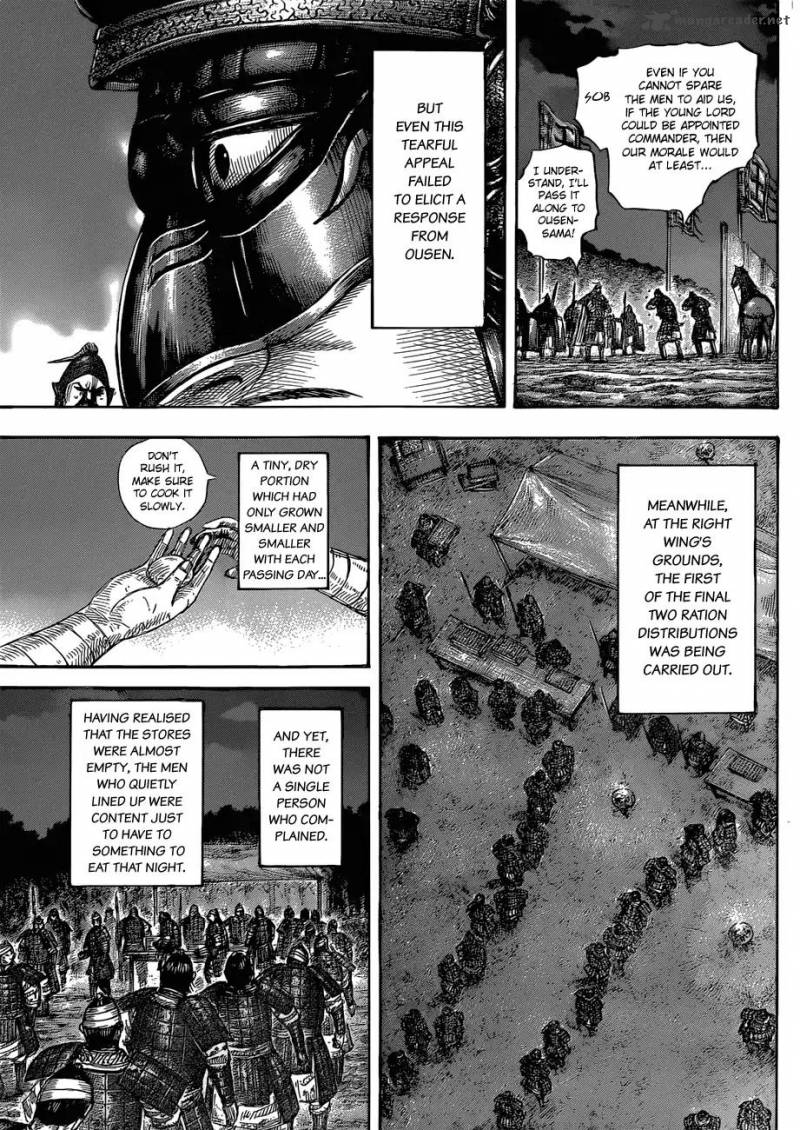 mangareader.net
EVEN IF YOU
CANNOT SPARE
THE MEN TO AID US,
IF THE YOUNG LORD
COULD BE APPOINTED
COMMANDER, THEN
OUR MORALE WOULD
AT LEAST...
SOB
I UNDER-
STAND, I'LL
PASS IT
ALONG TO
OUSEN-
SAMA!
BUT
EVEN THIS
TEARFUL
APPEAL
FAILED
TO ELICIT A
RESPONSE
FROM
OUSEN.
MEANWHILE,
AT THE RIGHT
WING'S
GROUNDS,
THE FIRST
OF THE FINAL
TWO RATION
DISTRIBUTIONS
WAS BEING
CARRIED OUT.
A TINY, DRY
PORTION
WHICH HAD
ONLY GROWN
SMALLER AND
SMALLER
WITH EACH
PASSING DAY...
DON'T
RUSH IT,
MAKE SURE
TO COOK IT
SLOWLY.
AND YET,
THERE
WAS NOT
A SINGLE
PERSON
WHO COM-
PLAINED.
HAVING REALISED
THAT THE STORES
WERE ALMOST
EMPTY, THE MEN
WHO QUIETLY
LINED UP WERE
CONTENT JUST
TO HAVE TO
SOMETHING TO
EAT THAT NIGHT.